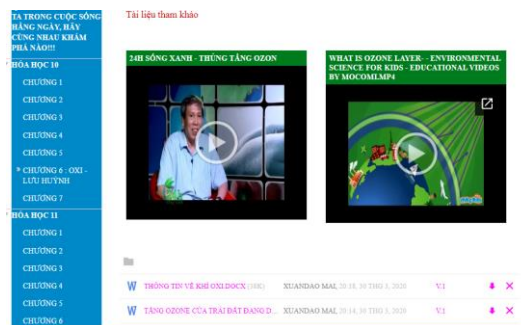 TA TRONG CUỘC SỐNG
HẰNG NGÀY, HÃY
CÙNG NHAU KHÁM
PHÁ NÀO!!!
HÓA HỌC 10
CHƯƠNG 1
CHƯƠNG 2
CHƯƠNG 3
CHƯƠNG 4
CHƯƠNG 5
CHƯƠNG 6 : OXI -
LƯU HUỲNH
CHƯƠNG 7
HÓA HỌC 11
CHƯƠNG 1
CHƯƠNG 2
CHƯƠNG 3
CHƯƠNG 4
CHƯƠNG 5
CHƯƠNG 6
Tài liệu tham khảo
24H SỐNG XANH - THỦNG TẦNG OZON
WHAT IS OZONE LAYER- - ENVIRONMENTAL
SCIENCE FOR KIDS - EDUCATIONAL VIDEOS
BY MOCOMI.MP4
W THÔNG TIN VỀ KHÍ OXI.DOCX (38K) XUANDAO MAI, 20:18, 30 THG 3, 2020 V.1
W TẦNG OZONE CỦA TRÁI ĐẤT ĐANG D... XUANDAO MAI, 20:14, 30 THG 3, 2020 V.1